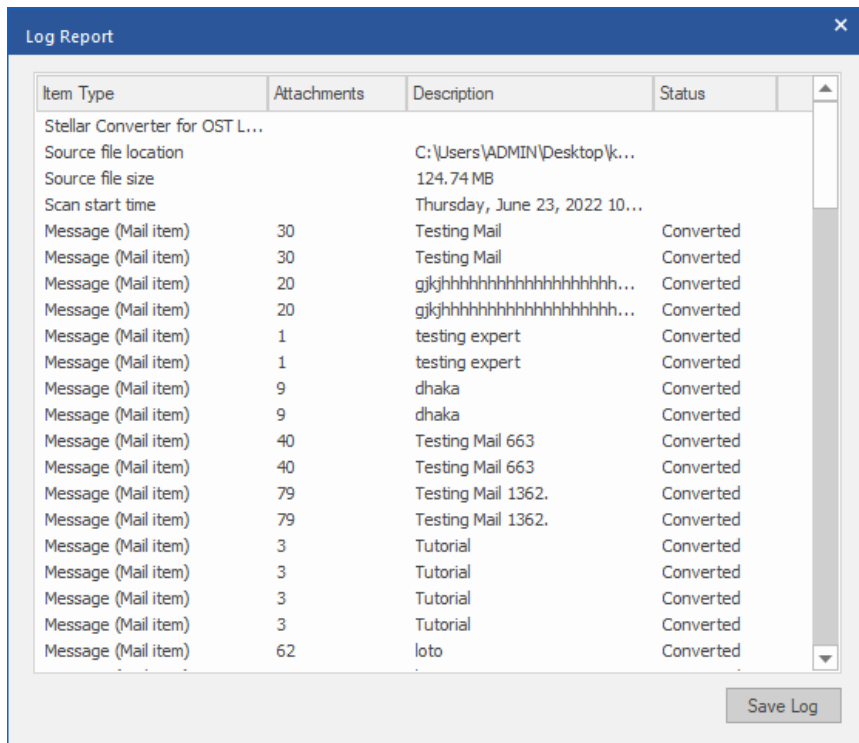 Log Report
Item Type Attachments Description Status
Stellar Converter for OST L...
Source file location C:\Users\ADMIN\Desktop\k...
Source file size 124.74 MB
Scan start time Thursday, June 23, 2022 10...
Message (Mail item) 30 Testing Mail Converted
Message (Mail item) 30 Testing Mail Converted
Message (Mail item) 20 gjkjhhhhhhhhhhhhhhhhhhh... Converted
Message (Mail item) 20 gjkjhhhhhhhhhhhhhhhhhhh... Converted
Message (Mail item) 1 testing expert Converted
Message (Mail item) 1 testing expert Converted
Message (Mail item) 9 dhaka Converted
Message (Mail item) 9 dhaka Converted
Message (Mail item) 40 Testing Mail 663 Converted
Message (Mail item) 40 Testing Mail 663 Converted
Message (Mail item) 79 Testing Mail 1362. Converted
Message (Mail item) 79 Testing Mail 1362. Converted
Message (Mail item) 3 Tutorial Converted
Message (Mail item) 3 Tutorial Converted
Message (Mail item) 3 Tutorial Converted
Message (Mail item) 3 Tutorial Converted
Message (Mail item) 62 loto Converted
Save Log